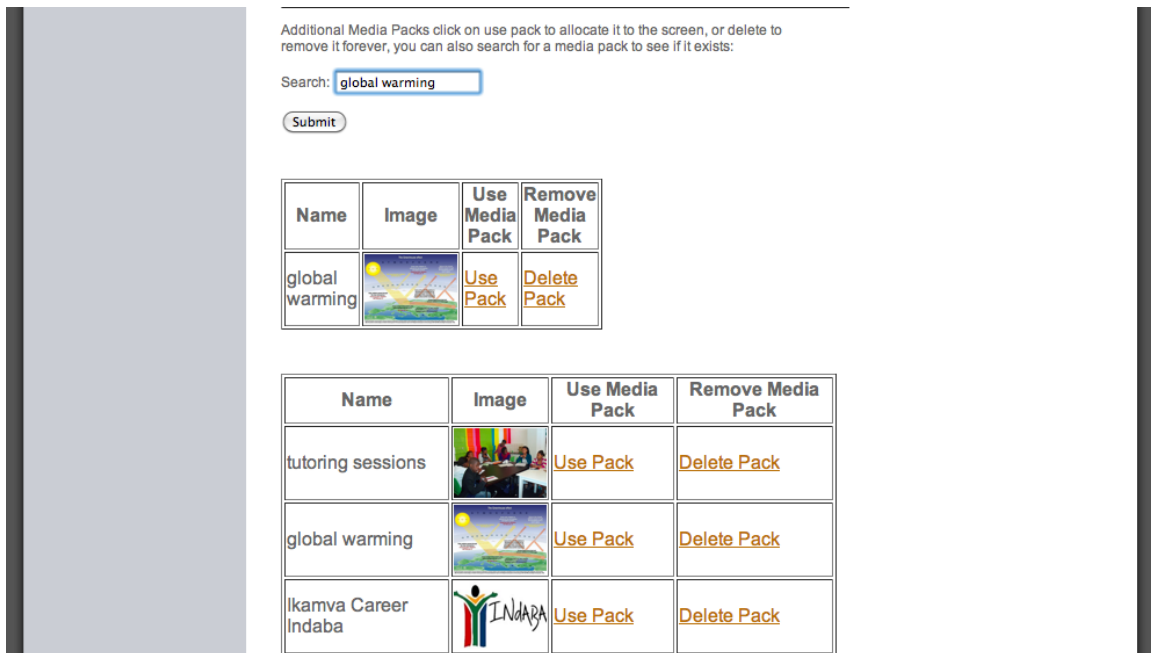 Additional Media Packs click on use pack to allocate it to the screen, or delete to
remove it forever, you can also search for a media pack to see if it exists:
Search: global warming
Submit
Name Image Use Media Pack Remove Media Pack
global warming Use Pack Delete Pack
Name Image Use Media Pack Remove Media Pack
tutoring sessions Use Pack Delete Pack
global warming Use Pack Delete Pack
Ikamva Career Indaba INdABA Use Pack Delete Pack